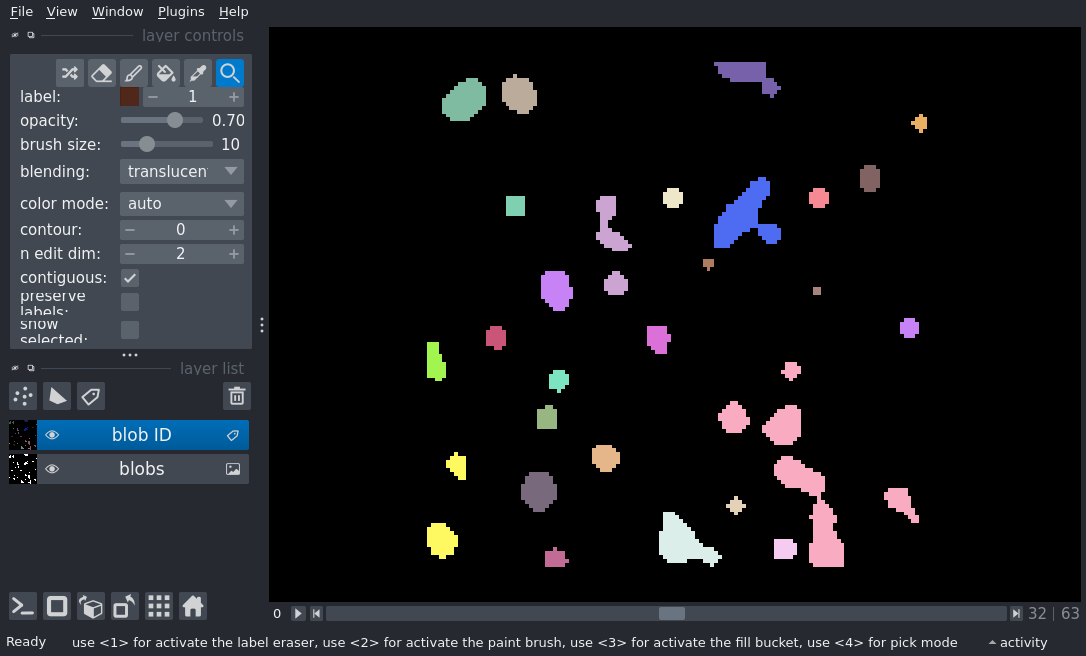 File View Window Plugins Help
layer controls
label: 1
opacity: 0.70
brush size: 10
blending: translucen
color mode: auto
contour: 0
n edit dim: 2
contiguous:
preserve
labels:
show
selected:
layer list
blob ID
blobs
0 32 63
Ready use <1> for activate the label eraser, use <2> for activate the paint brush, use <3> for activate the fill bucket, use <4> for pick mode activity